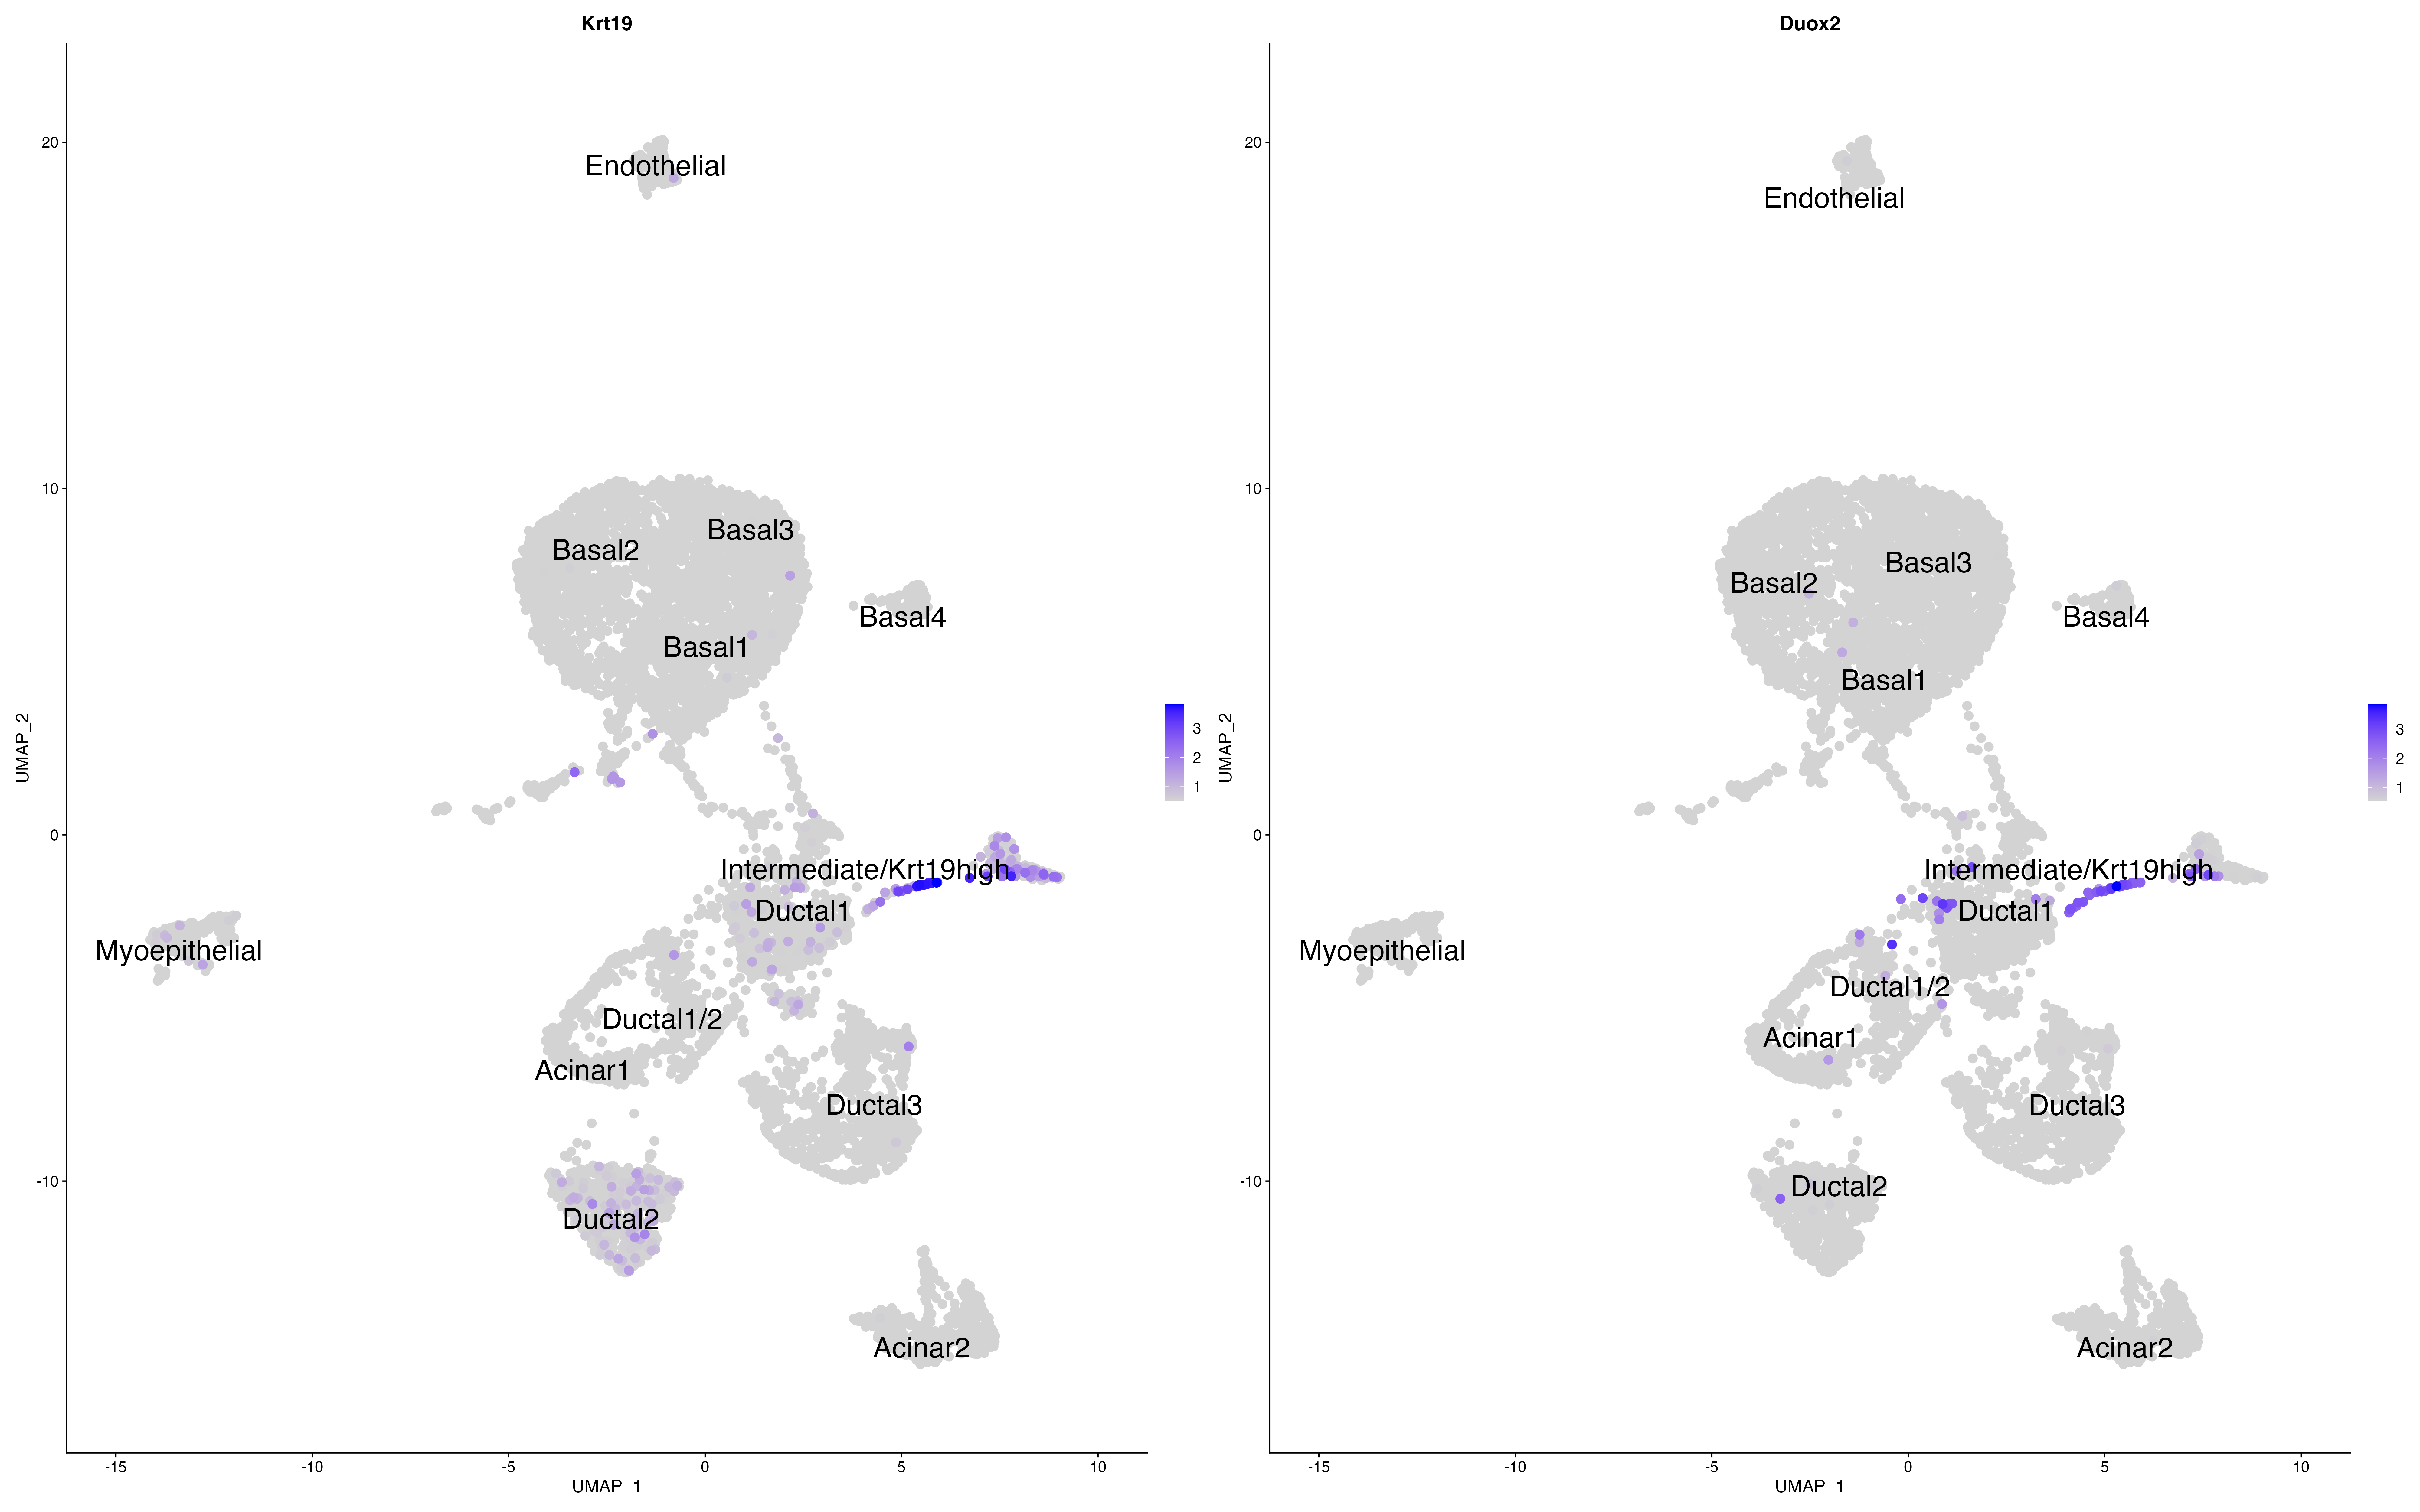 Krt19
20
10
0
-10
UMAP_2
-15
-10
-5
0
5
10
UMAP_1
Endothelial
Basal3
Basal2
Basal4
Basal1
Intermediate/Krt19high
Ductal1
Myoepithelial
Ductal1/2
Acinar1
Ductal3
Ductal2
Acinar2
3
2
1
Duox2
20
10
0
-10
UMAP_2
-15
-10
-5
0
5
10
UMAP_1
Endothelial
Basal3
Basal2
Basal4
Basal1
Intermediate/Krt19high
Ductal1
Myoepithelial
Ductal1/2
Acinar1
Ductal3
Ductal2
Acinar2
3
2
1